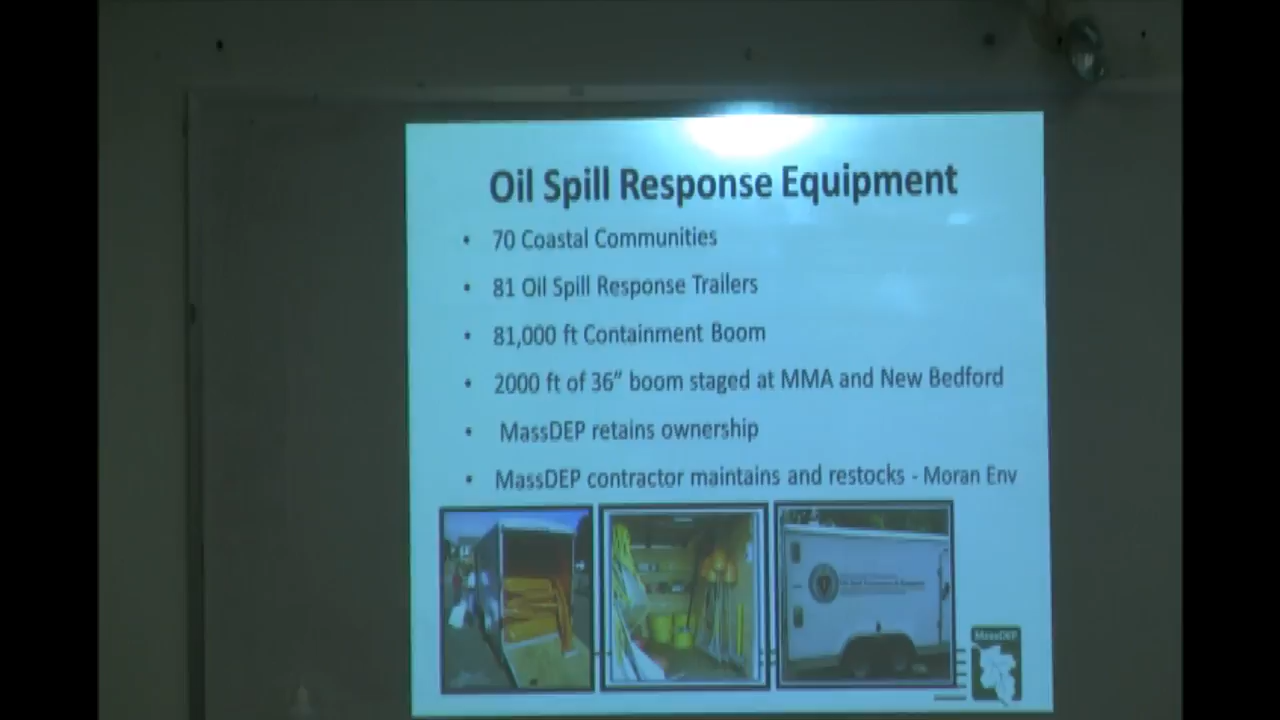 Oil Spill Response Equipment
• 70 Coastal Communities
• 81 Oil Spill Response Trailers
• 81,000 ft Containment Boom
• 2000 ft of 36” boom staged at MMA and New Bedford
• MassDEP retains ownership
• MassDEP contractor maintains and restocks - Moran Env
MassDEP